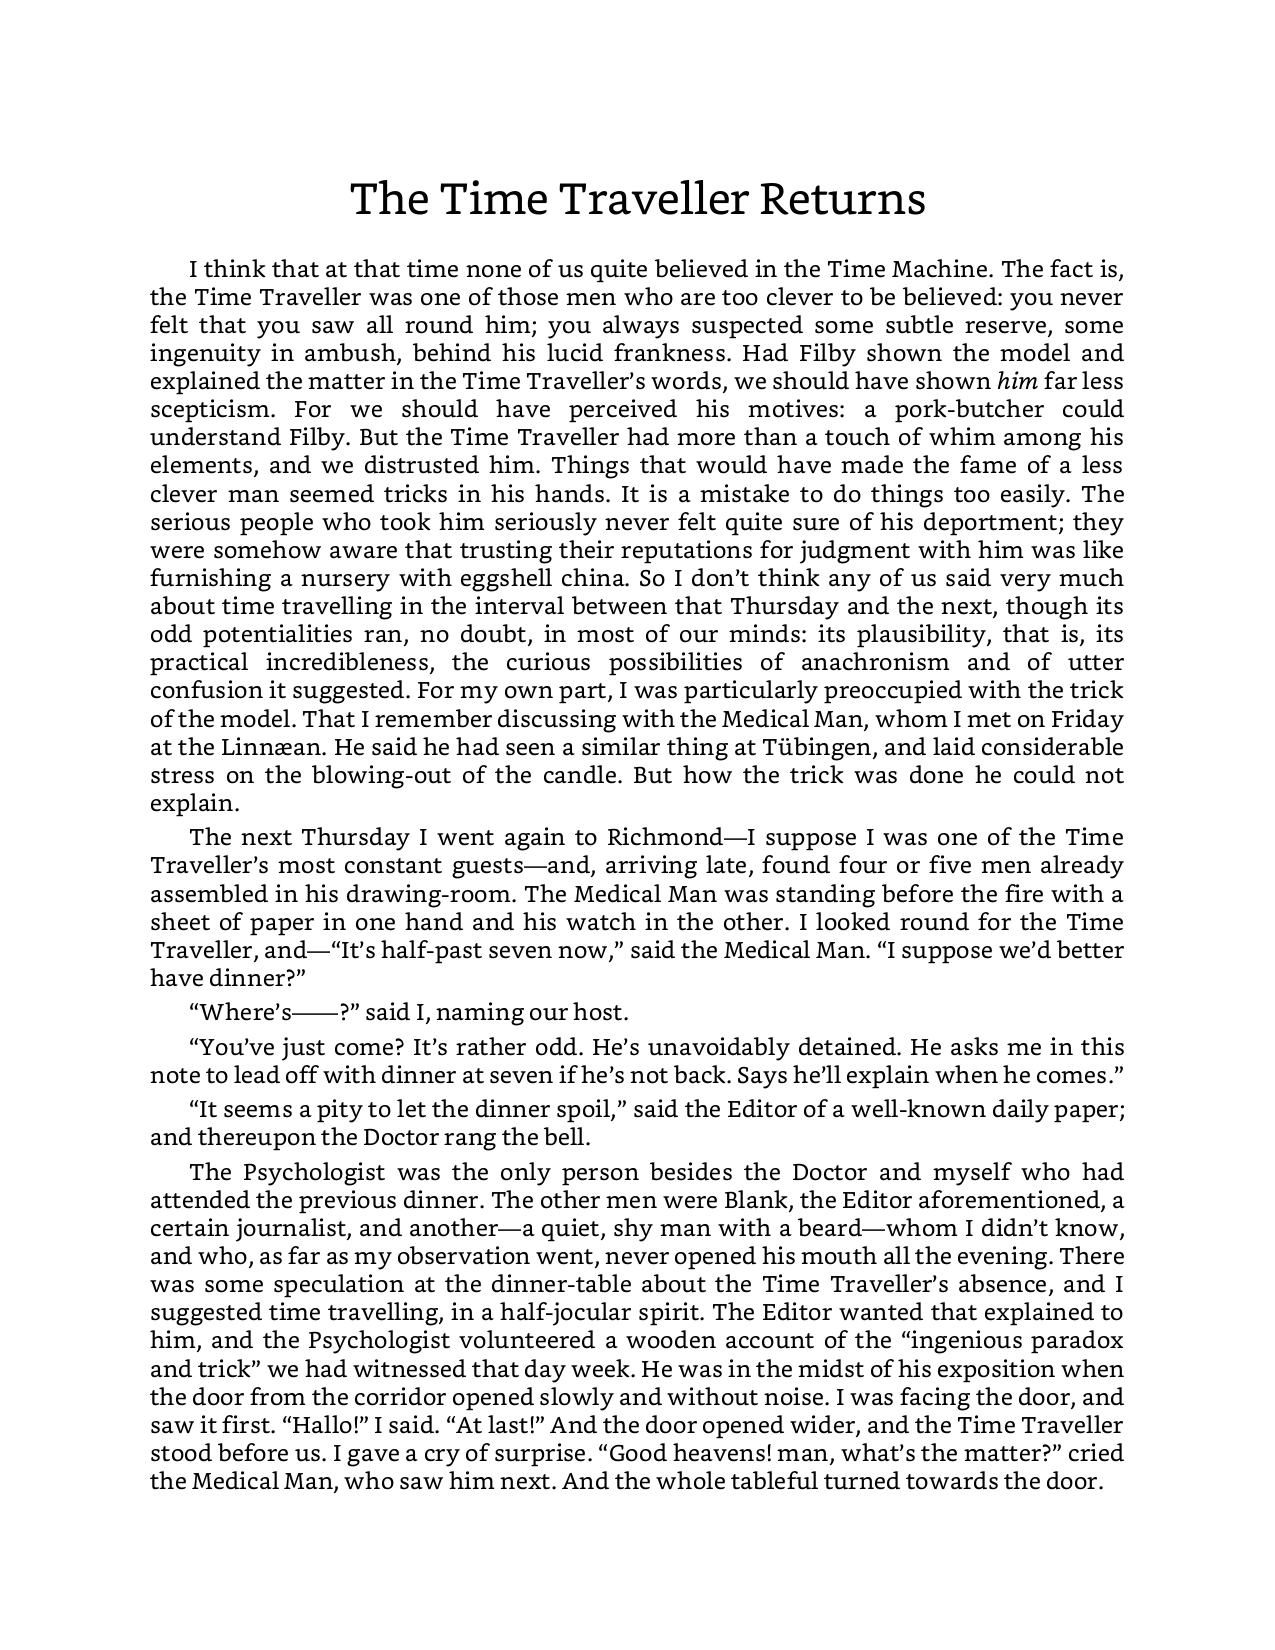 The Time Traveller Returns
I think that at that time none of us quite believed in the Time Machine. The fact is,
the Time Traveller was one of those men who are too clever to be believed: you never
felt that you saw all round him; you always suspected some subtle reserve, some
ingenuity in ambush, behind his lucid frankness. Had Filby shown the model and
explained the matter in the Time Traveller’s words, we should have shown him far less
scepticism. For we should have perceived his motives: a pork-butcher could
understand Filby. But the Time Traveller had more than a touch of whim among his
elements, and we distrusted him. Things that would have made the fame of a less
clever man seemed tricks in his hands. It is a mistake to do things too easily. The
serious people who took him seriously never felt quite sure of his deportment; they
were somehow aware that trusting their reputations for judgment with him was like
furnishing a nursery with eggshell china. So I don’t think any of us said very much
about time travelling in the interval between that Thursday and the next, though its
odd potentialities ran, no doubt, in most of our minds: its plausibility, that is, its
practical incredibleness, the curious possibilities of anachronism and of utter
confusion it suggested. For my own part, I was particularly preoccupied with the trick
of the model. That I remember discussing with the Medical Man, whom I met on Friday
at the Linnæan. He said he had seen a similar thing at Tübingen, and laid considerable
stress on the blowing-out of the candle. But how the trick was done he could not
explain.
The next Thursday I went again to Richmond—I suppose I was one of the Time
Traveller’s most constant guests—and, arriving late, found four or five men already
assembled in his drawing-room. The Medical Man was standing before the fire with a
sheet of paper in one hand and his watch in the other. I looked round for the Time
Traveller, and—“It’s half-past seven now,” said the Medical Man. “I suppose we’d better
have dinner?”
“Where’s——?” said I, naming our host.
“You’ve just come? It’s rather odd. He’s unavoidably detained. He asks me in this
note to lead off with dinner at seven if he’s not back. Says he’ll explain when he comes.”
“It seems a pity to let the dinner spoil,” said the Editor of a well-known daily paper;
and thereupon the Doctor rang the bell.
The Psychologist was the only person besides the Doctor and myself who had
attended the previous dinner. The other men were Blank, the Editor aforementioned, a
certain journalist, and another—a quiet, shy man with a beard—whom I didn’t know,
and who, as far as my observation went, never opened his mouth all the evening. There
was some speculation at the dinner-table about the Time Traveller’s absence, and I
suggested time travelling, in a half-jocular spirit. The Editor wanted that explained to
him, and the Psychologist volunteered a wooden account of the “ingenious paradox
and trick” we had witnessed that day week. He was in the midst of his exposition when
the door from the corridor opened slowly and without noise. I was facing the door, and
saw it first. “Hallo!” I said. “At last!” And the door opened wider, and the Time Traveller
stood before us. I gave a cry of surprise. “Good heavens! man, what’s the matter?” cried
the Medical Man, who saw him next. And the whole tableful turned towards the door.